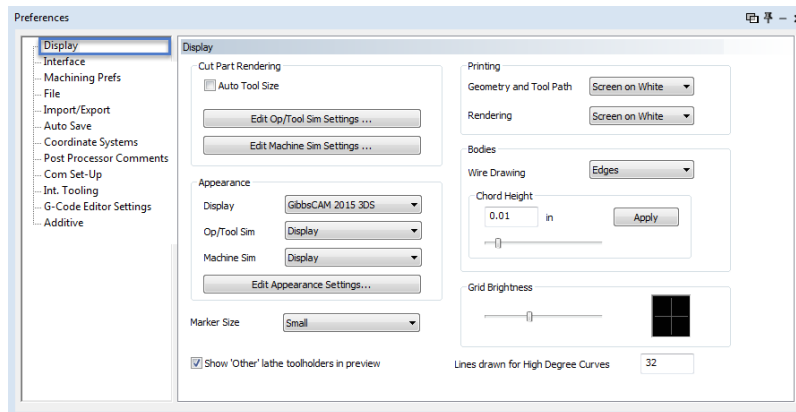 Preferences
Display
Interface
Machining Prefs
File
Import/Export
Auto Save
Coordinate Systems
Post Processor Comments
Com Set-Up
Int. Tooling
G-Code Editor Settings
Additive
Display
Cut Part Rendering
Auto Tool Size
Edit Op/Tool Sim Settings ...
Edit Machine Sim Settings ...
Appearance
Display GibbsCAM 2015 3DS
Op/Tool Sim Display
Machine Sim Display
Edit Appearance Settings...
Marker Size Small
Show 'Other' lathe toolholders in preview
Printing
Geometry and Tool Path Screen on White
Rendering Screen on White
Bodies
Wire Drawing Edges
Chord Height
0.01 in Apply
Grid Brightness
Lines drawn for High Degree Curves 32